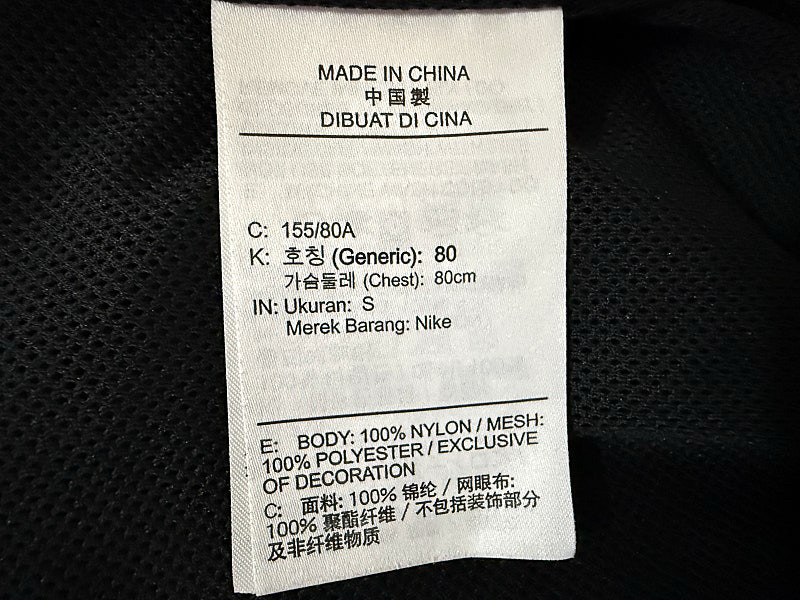 MADE IN CHINA
中国製
DIBUAT DI CINA
C: 155/80A
K: 호칭 (Generic): 80
가슴둘레 (Chest): 80cm
IN: Ukuran: S
Merek Barang: Nike
E: BODY: 100% NYLON / MESH:
100% POLYESTER / EXCLUSIVE
OF DECORATION
C: 面料: 100% 锦纶 / 网眼布:
100% 聚酯纤维 / 不包括装饰部分
及非纤维物质